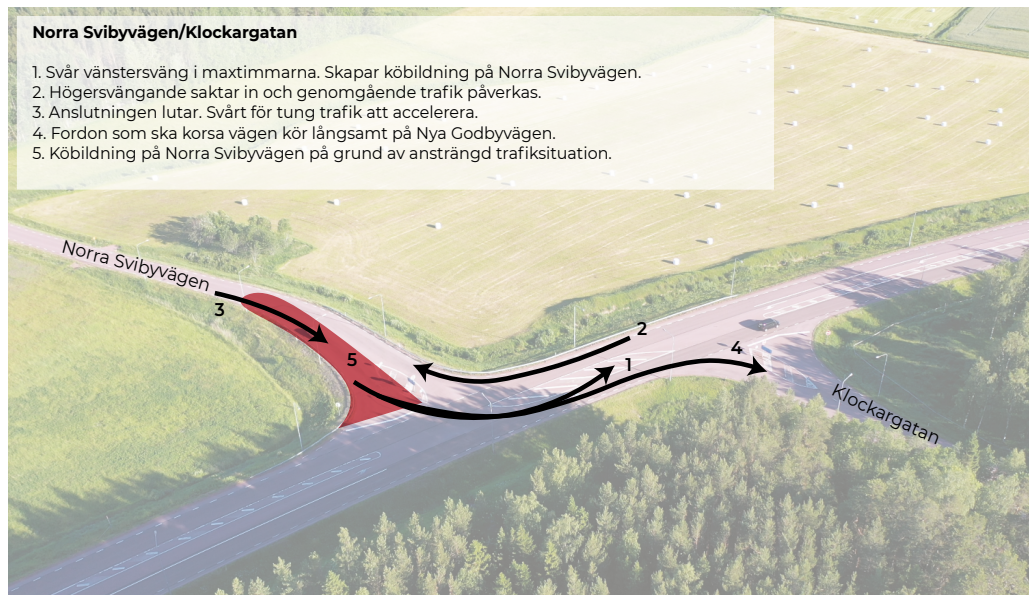 Norra Svibyvägen/Klockargatan
1. Svår vänstersväng i maxtimmarna. Skapar köbildning på Norra Svibyvägen.
2. Högersvängande saktar in och genomgående trafik påverkas.
3. Anslutningen lutar. Svårt för tung trafik att accelerera.
4. Fordon som ska korsa vägen kör långsamt på Nya Godbyvägen.
5. Köbildning på Norra Svibyvägen på grund av ansträngd trafiksituation.
Norra Svibyvägen
3
2
5
4
1
Klockargatan